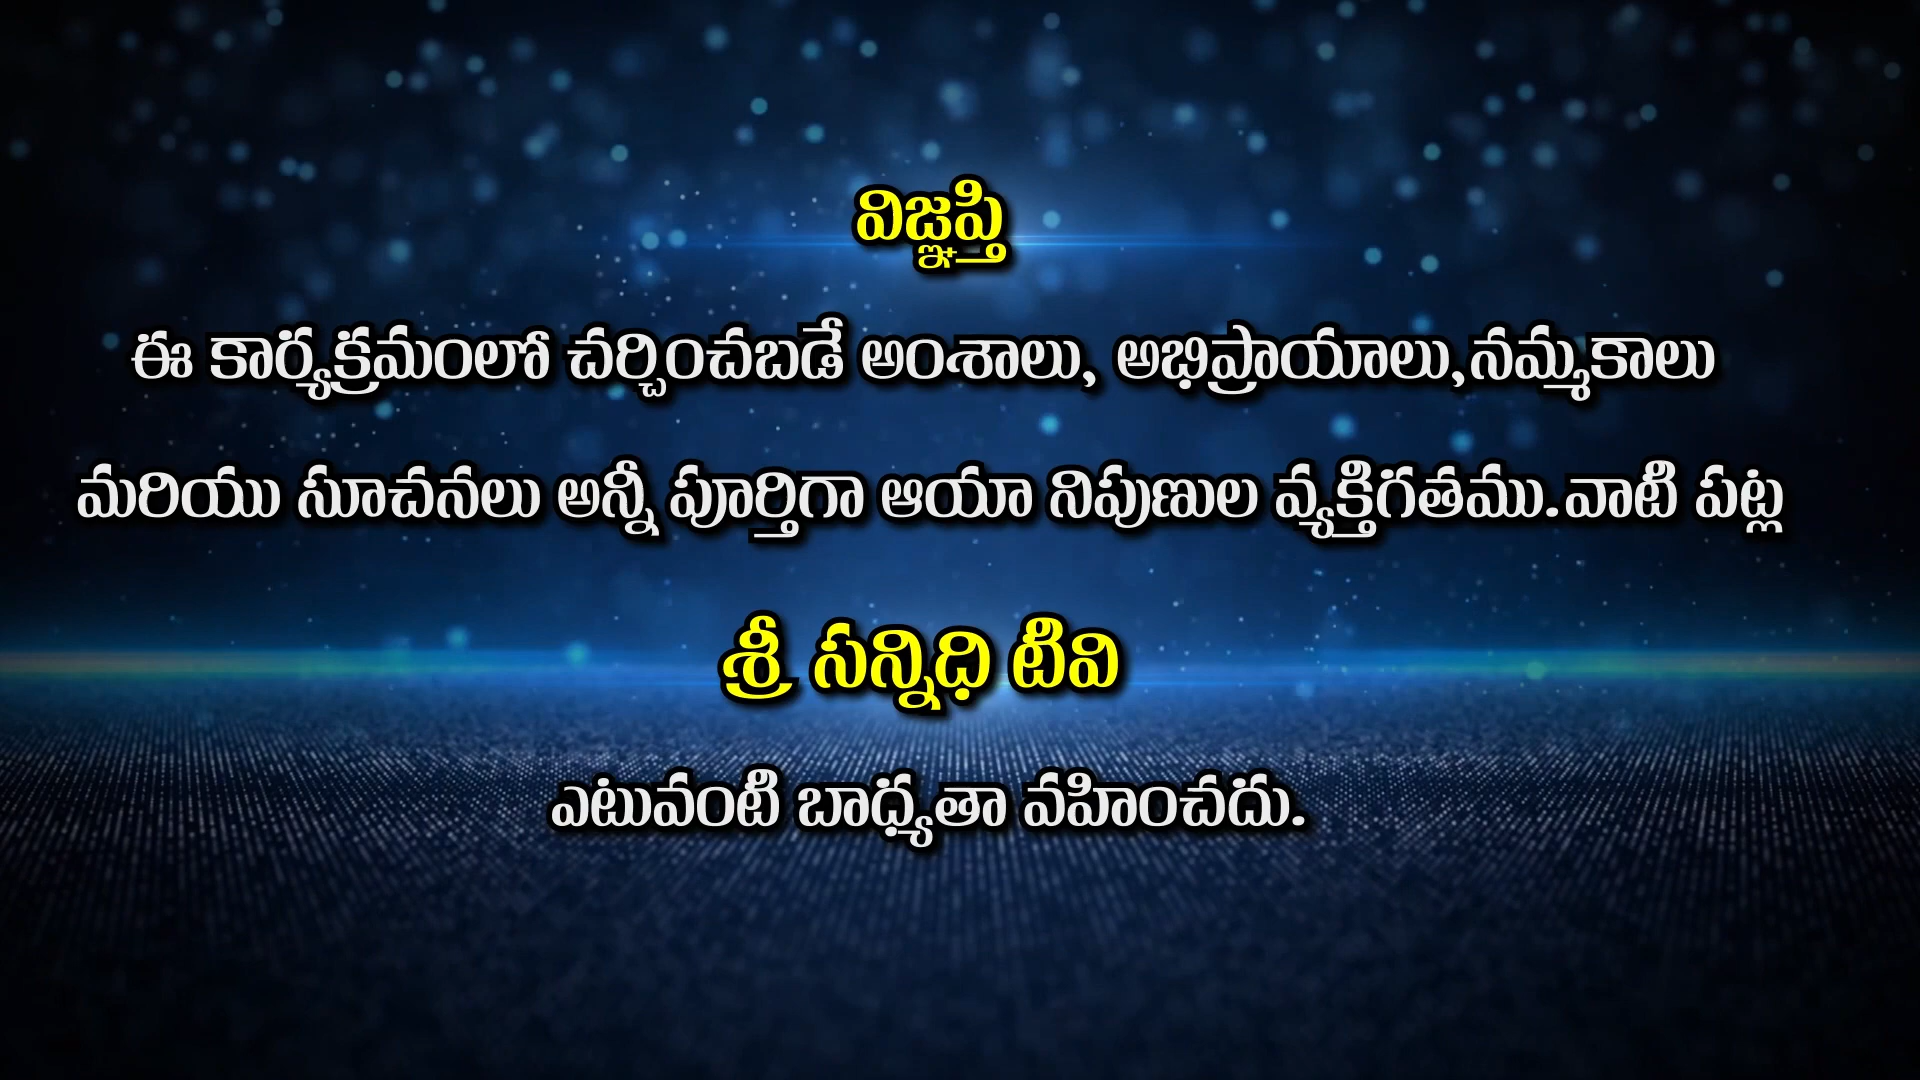 విజ్ఞప్తి
ఈ కార్యక్రమంలో చర్చించబడే అంశాలు, అభిప్రాయాలు,నమ్మకాలు
మరియు సూచనలు అన్నీ పూర్తిగా ఆయా నిపుణుల వ్యక్తిగతము.వాటి పట్ల
శ్రీ సన్నిధి టీవి
ఎటువంటి బాధ్యతా వహించదు.